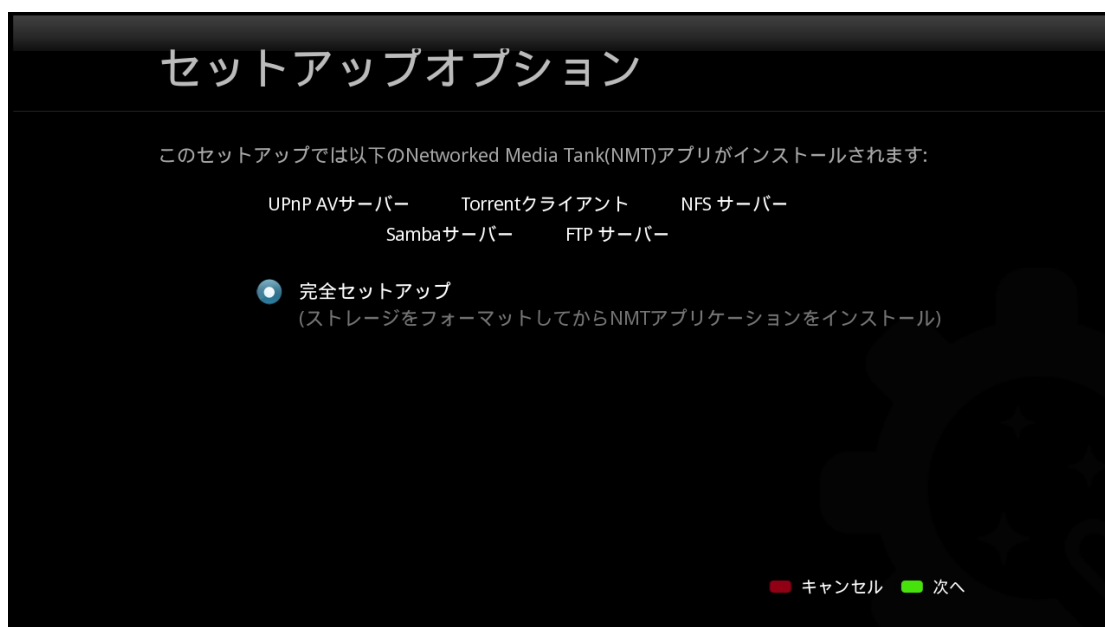 セットアップオプション
このセットアップでは以下のNetworked Media Tank(NMT)アプリがインストールされます:
UPnP AVサーバー Torrentクライアント NFS サーバー
Sambaサーバー FTP サーバー
完全セットアップ
(ストレージをフォーマットしてからNMTアプリケーションをインストール)
キャンセル 次へ